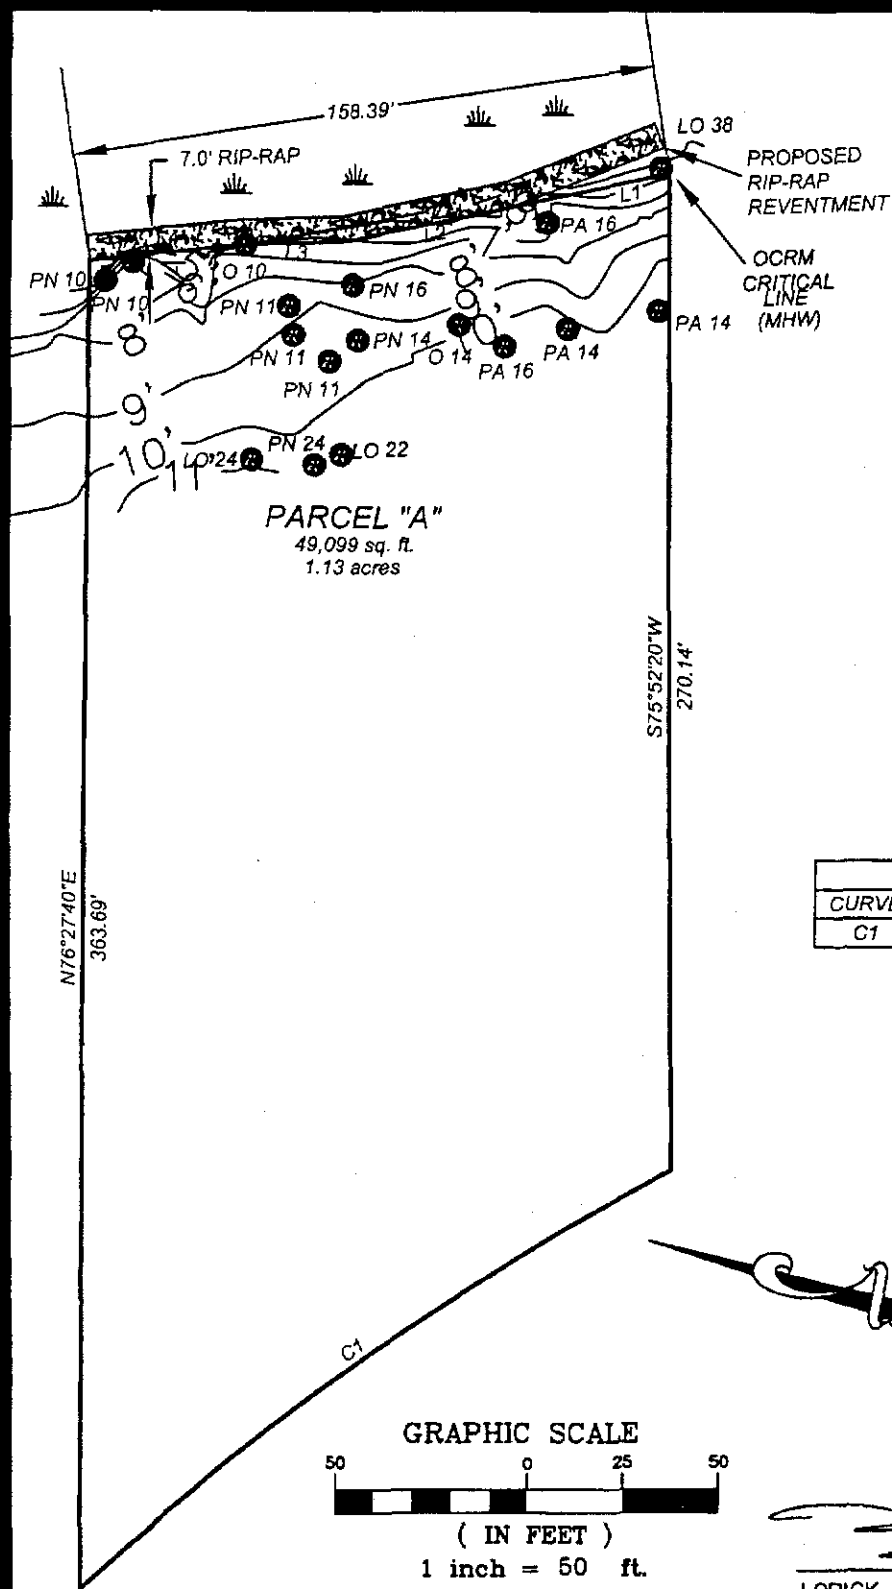 158.39'
LO 38
7.0' RIP-RAP
PROPOSED
RIP-RAP
REVENTMENT
L1
PA 16
L2
L3
OCRM
CRITICAL
LINE
(MHW)
PN 10
PN 10
O 10
PN 16
PN 11
PN 11
PN 14
PN 11
O 14
PA 16
PA 14
PA 14
8'
9'
10'
11'
LO 24
PN 24
LO 22
PARCEL "A"
49,099 sq. ft.
1.13 acres
S75°52'20"W
270.14'
N76°27'40"E
363.69'
CURVE
C1
C1
GRAPHIC SCALE
50 0 25 50
( IN FEET )
1 inch = 50 ft.